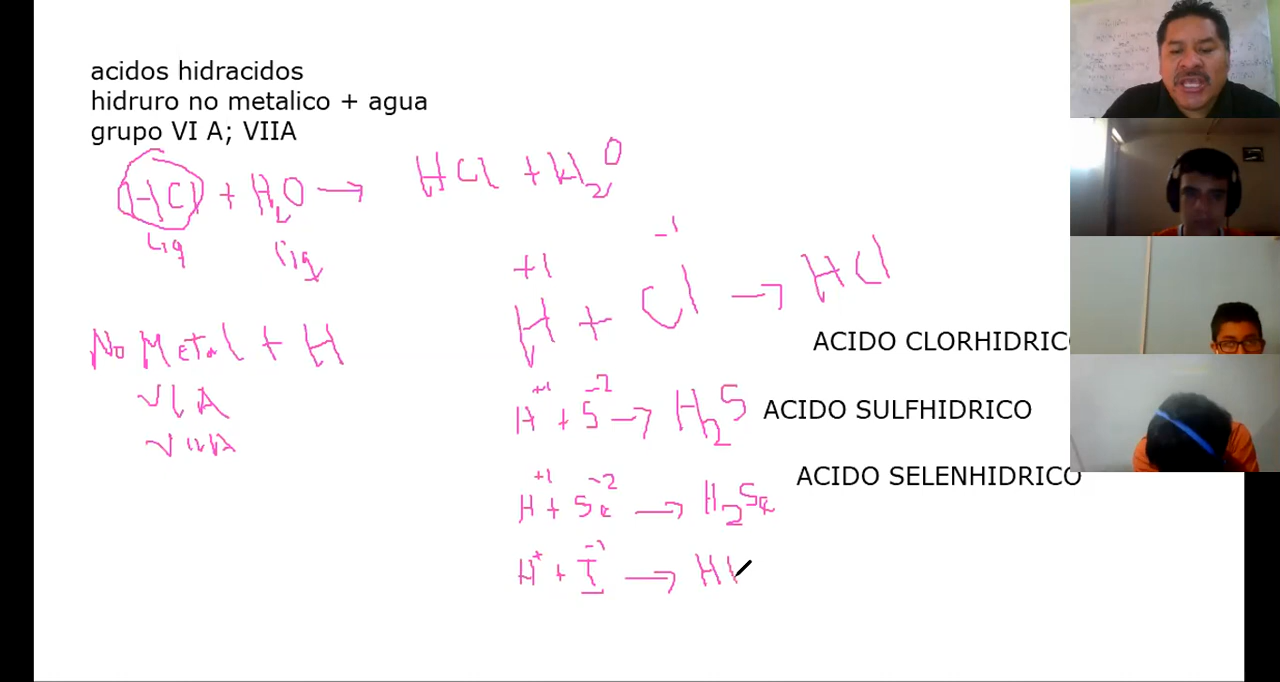 acidos hidracidos
hidruro no metalico + agua
grupo VI A; VIIA
HCl + H2O → HCl + H2O
Liq liq
+1 -1
H + Cl → HCl
ACIDO CLORHIDRIC
No Metal + H
VIA
VIIA
+1 -2
H + S → H2S ACIDO SULFHIDRICO
ACIDO SELENHIDRICO
+1 -2
H + Se → H2Se
+ -1
H + I → HI